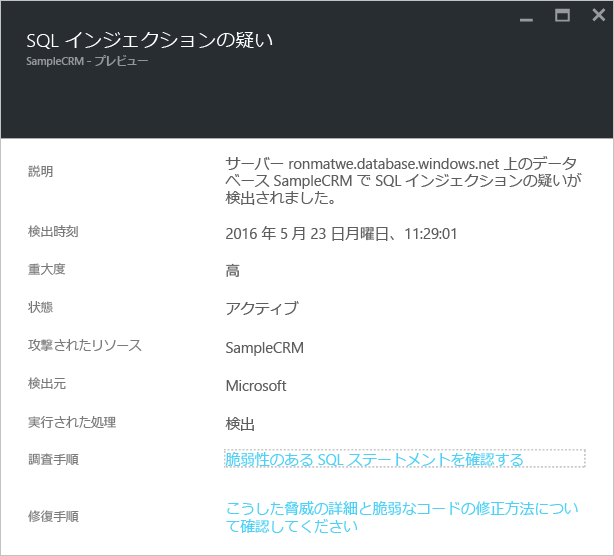 SQL インジェクションの疑い
SampleCRM - プレビュー
説明
サーバー ronmatwe.database.windows.net 上のデータ
ベース SampleCRM で SQL インジェクションの疑いが
検出されました。
検出時刻
2016 年 5 月 23 日月曜日、11:29:01
重大度
高
状態
アクティブ
攻撃されたリソース
SampleCRM
検出元
Microsoft
実行された処理
検出
調査手順
脆弱性のある SQL ステートメントを確認する
修復手順
こうした脅威の詳細と脆弱なコードの修正方法につい
て確認してください